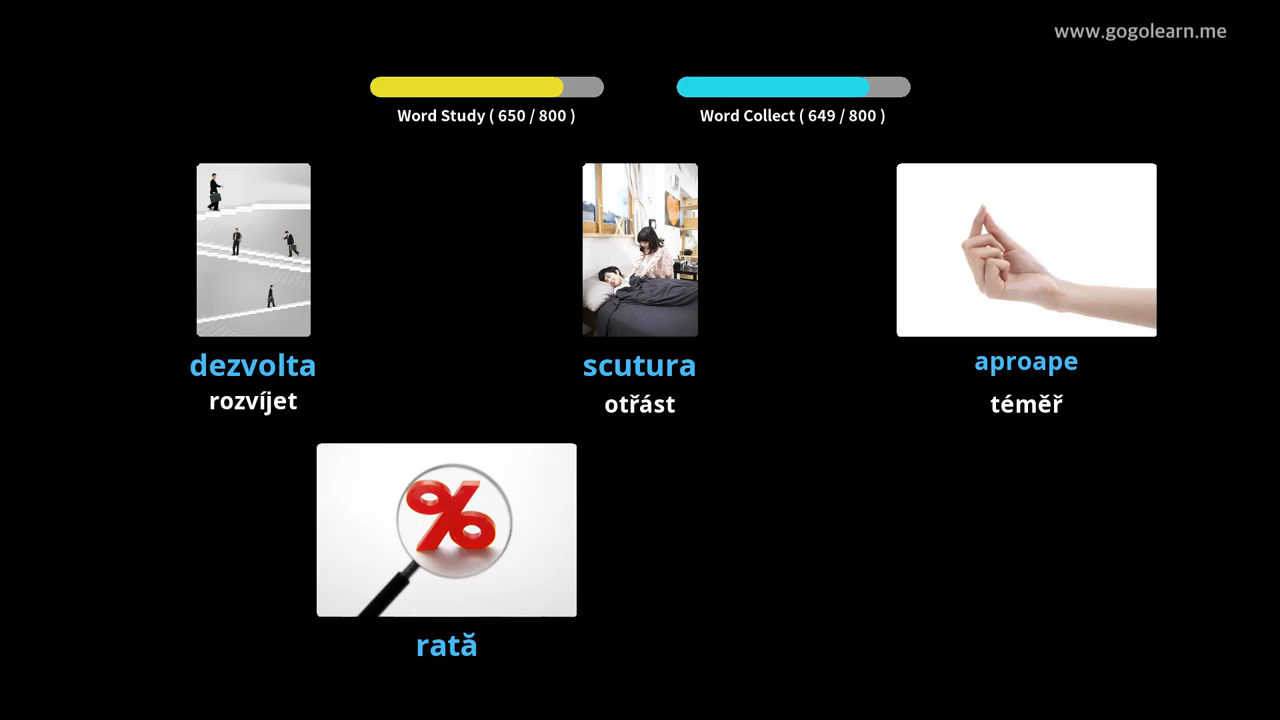 www.gogolearn.me
Word Study ( 650 / 800 )
Word Collect ( 649 / 800 )
dezvolta
rozvíjet
scutura
otřást
aproape
téměř
%
rată